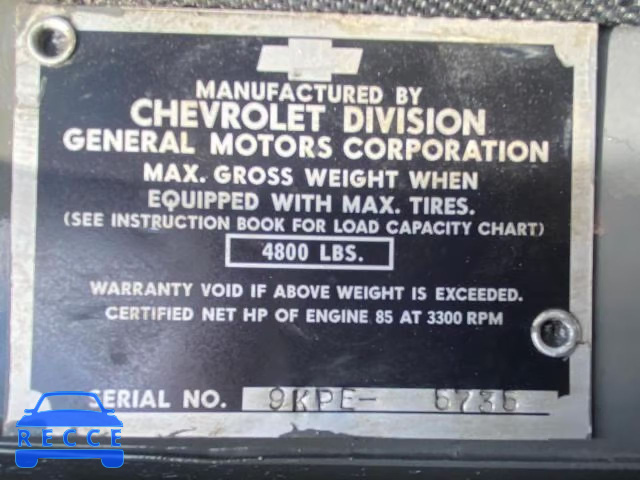 MANUFACTURED BY
CHEVROLET DIVISION
GENERAL MOTORS CORPORATION
MAX. GROSS WEIGHT WHEN
EQUIPPED WITH MAX. TIRES.
(SEE INSTRUCTION BOOK FOR LOAD CAPACITY CHART)
4800 LBS.
WARRANTY VOID IF ABOVE WEIGHT IS EXCEEDED.
CERTIFIED NET HP OF ENGINE 85 AT 3300 RPM
SERIAL NO. 9KPE- 5735
RECCE